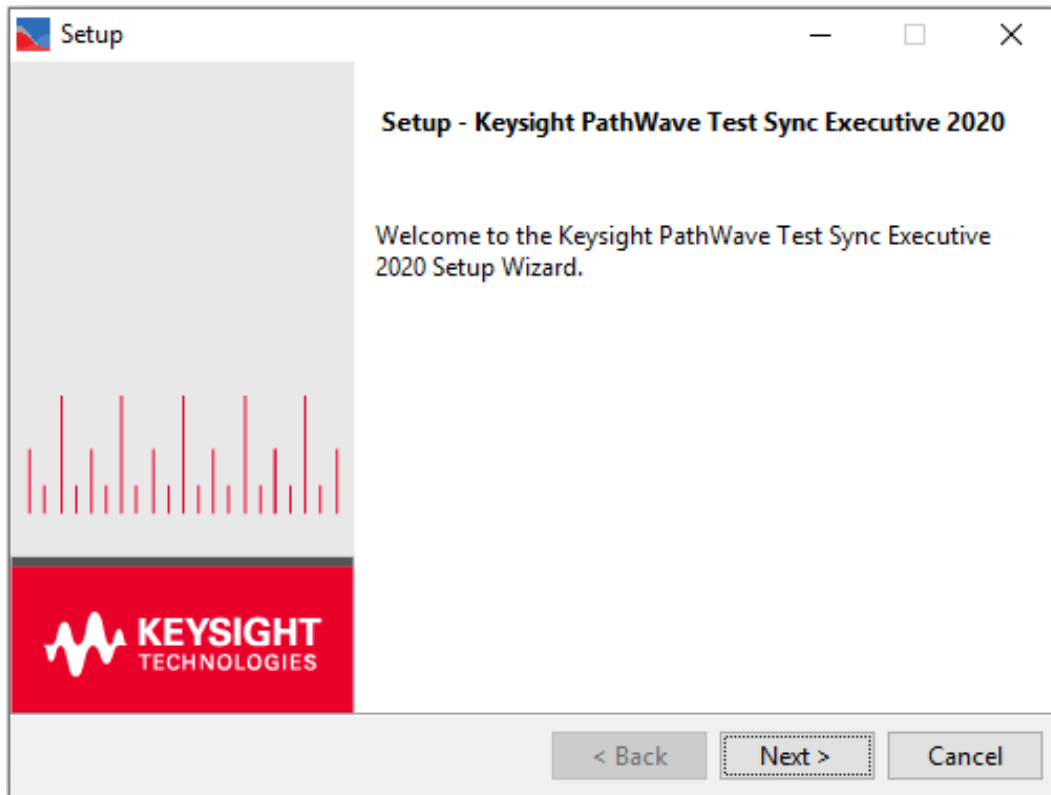 Setup
Setup - Keysight PathWave Test Sync Executive 2020
Welcome to the Keysight PathWave Test Sync Executive
2020 Setup Wizard.
KEYSIGHT
TECHNOLOGIES
< Back
Next >
Cancel